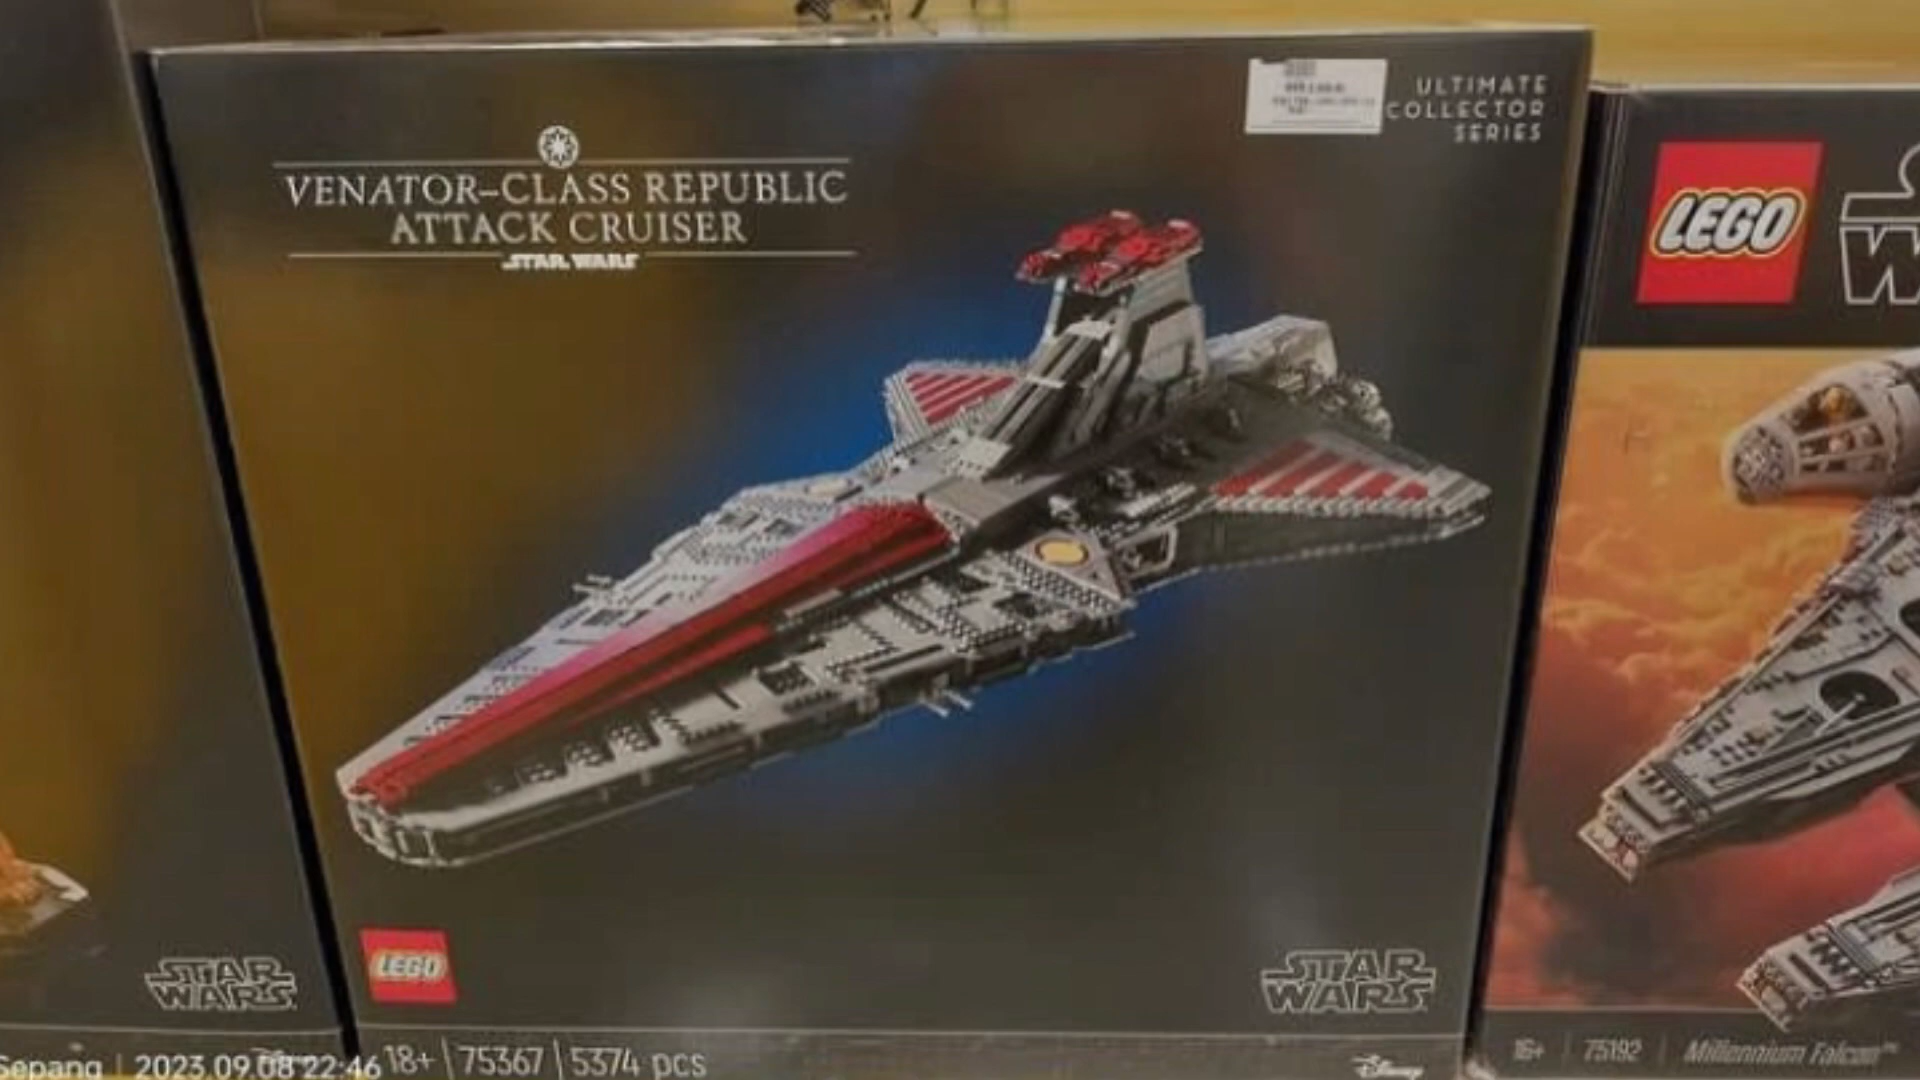 VENATOR-CLASS REPUBLIC
ATTACK CRUISER
STAR WARS
ULTIMATE
COLLECTOR
SERIES
LEGO
STAR
WARS
18+ | 75367 | 5374 pcs
Disney
STAR
WARS
Sepang | 2023.09.08 22:46
LEGO
16+ | 75192 | Millennium Falcon™